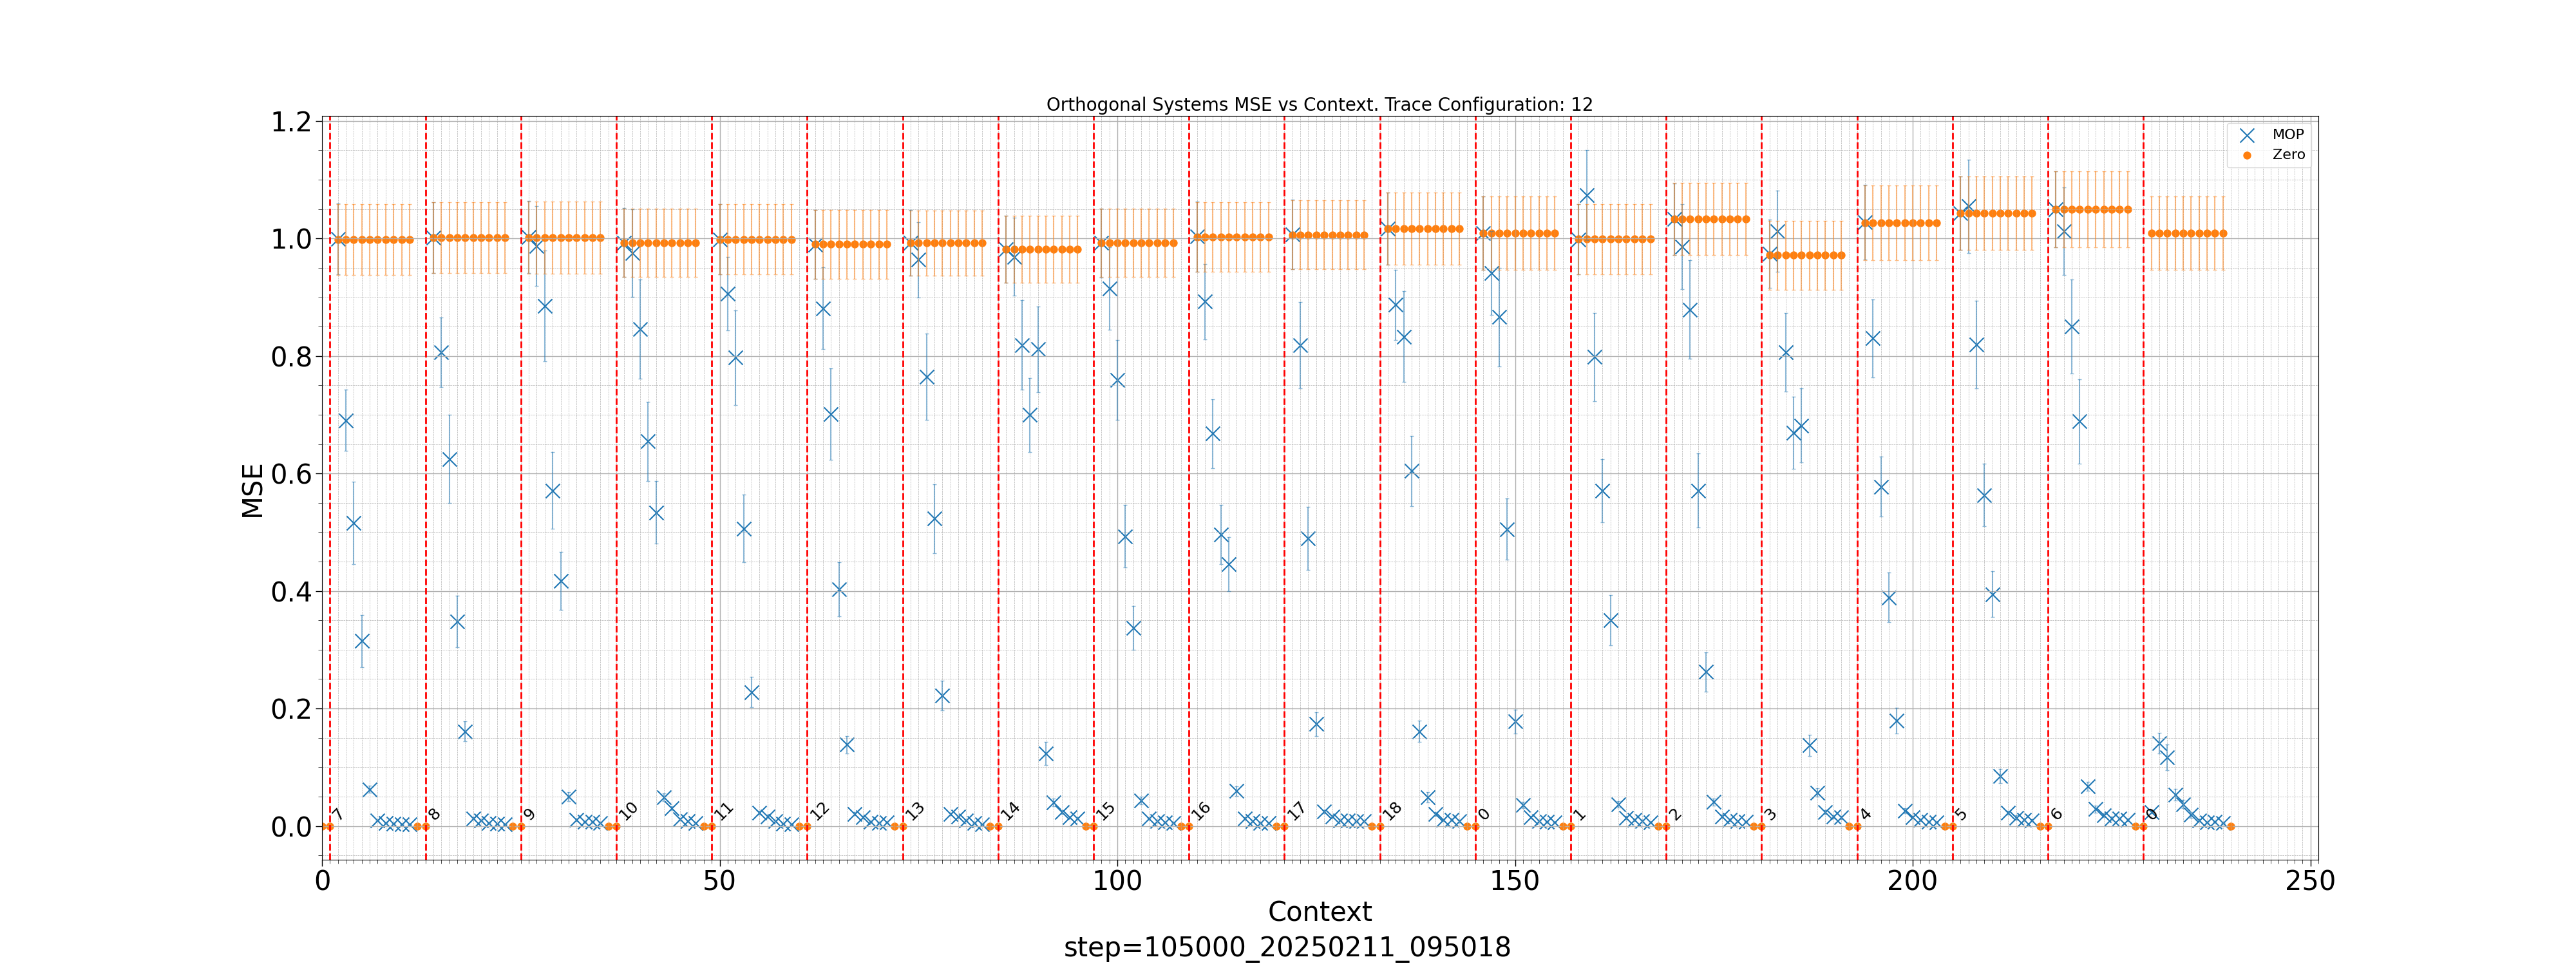 Orthogonal Systems MSE vs Context. Trace Configuration: 12
MOP
Zero
MSE
1.2
1.0
0.8
0.6
0.4
0.2
0.0
7 8 9 10 11 12 13 14 15 16 17 18 0 1 2 3 4 5 6
0 50 100 150 200 250
Context
step=105000_20250211_095018